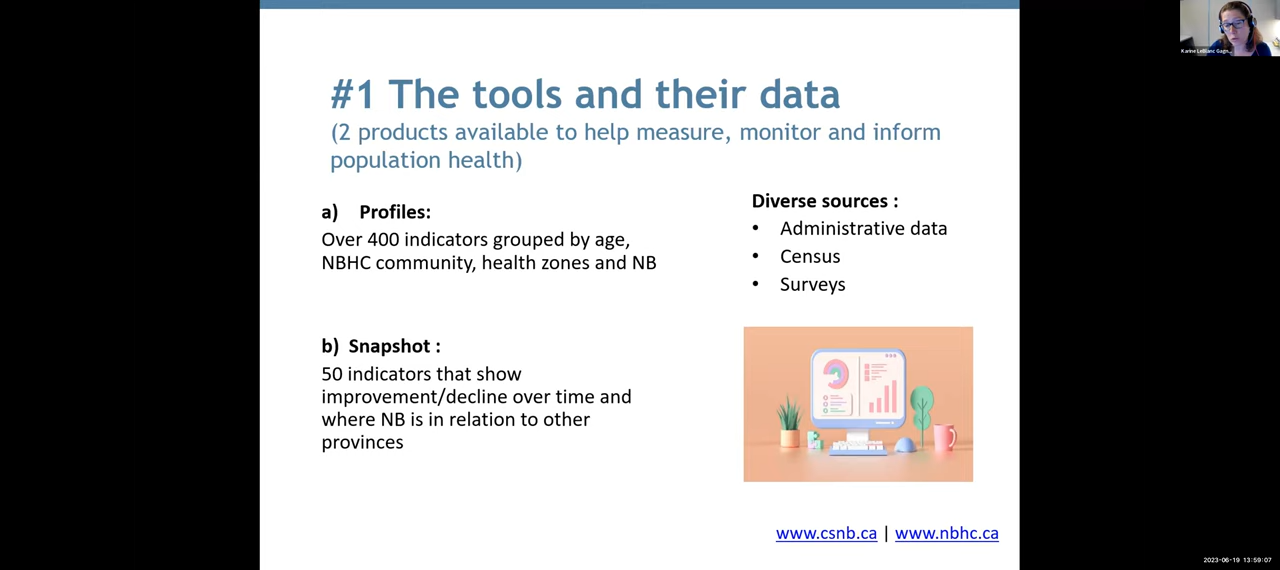 #1 The tools and their data
(2 products available to help measure, monitor and inform
population health)
a) Profiles:
Over 400 indicators grouped by age,
NBHC community, health zones and NB
b) Snapshot :
50 indicators that show
improvement/decline over time and
where NB is in relation to other
provinces
Diverse sources :
• Administrative data
• Census
• Surveys
www.csnb.ca | www.nbhc.ca
Karine LeBlanc Gagn...
2023-06-19 13:59:07